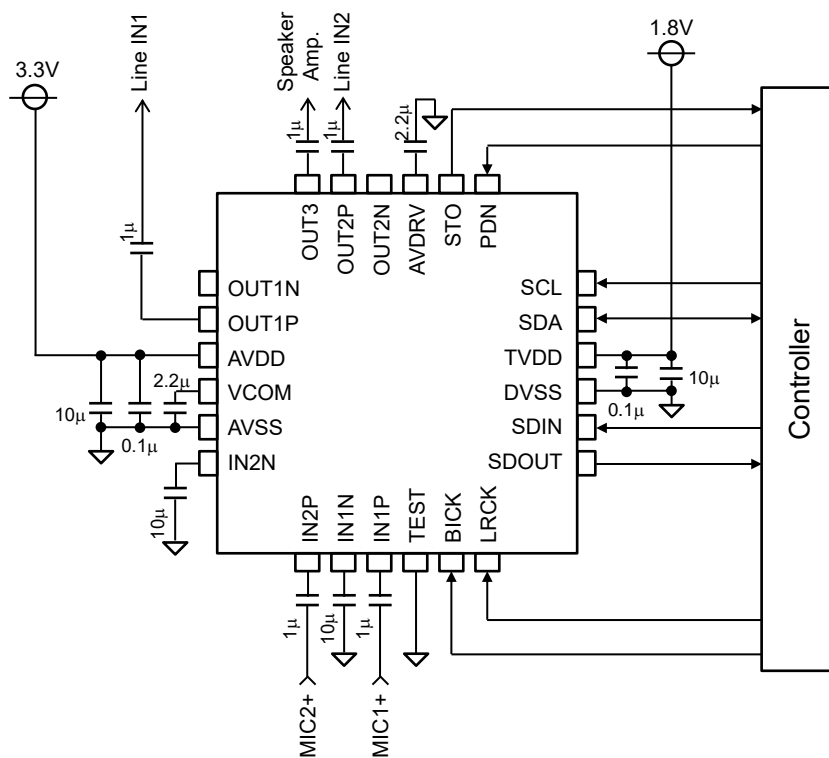 3.3V
Line IN1
Speaker
Amp.
Line IN2
1.8V
1μ
1μ
2.2μ
1μ
OUT3
OUT2P
OUT2N
AVDRV
STO
PDN
OUT1N
OUT1P
AVDD
VCOM
AVSS
IN2N
SCL
SDA
TVDD
DVSS
SDIN
SDOUT
2.2μ
10μ
0.1μ
10μ
0.1μ
10μ
Controller
IN2P
IN1N
IN1P
TEST
BICK
LRCK
1μ
10μ
1μ
MIC2+
MIC1+